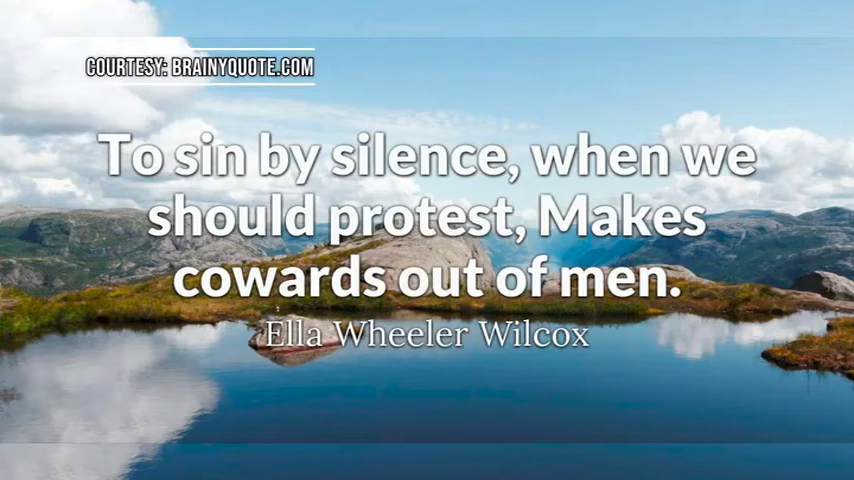 COURTESY: BRAINYQUOTE.COM
To sin by silence, when we
should protest, Makes
cowards out of men.
Ella Wheeler Wilcox